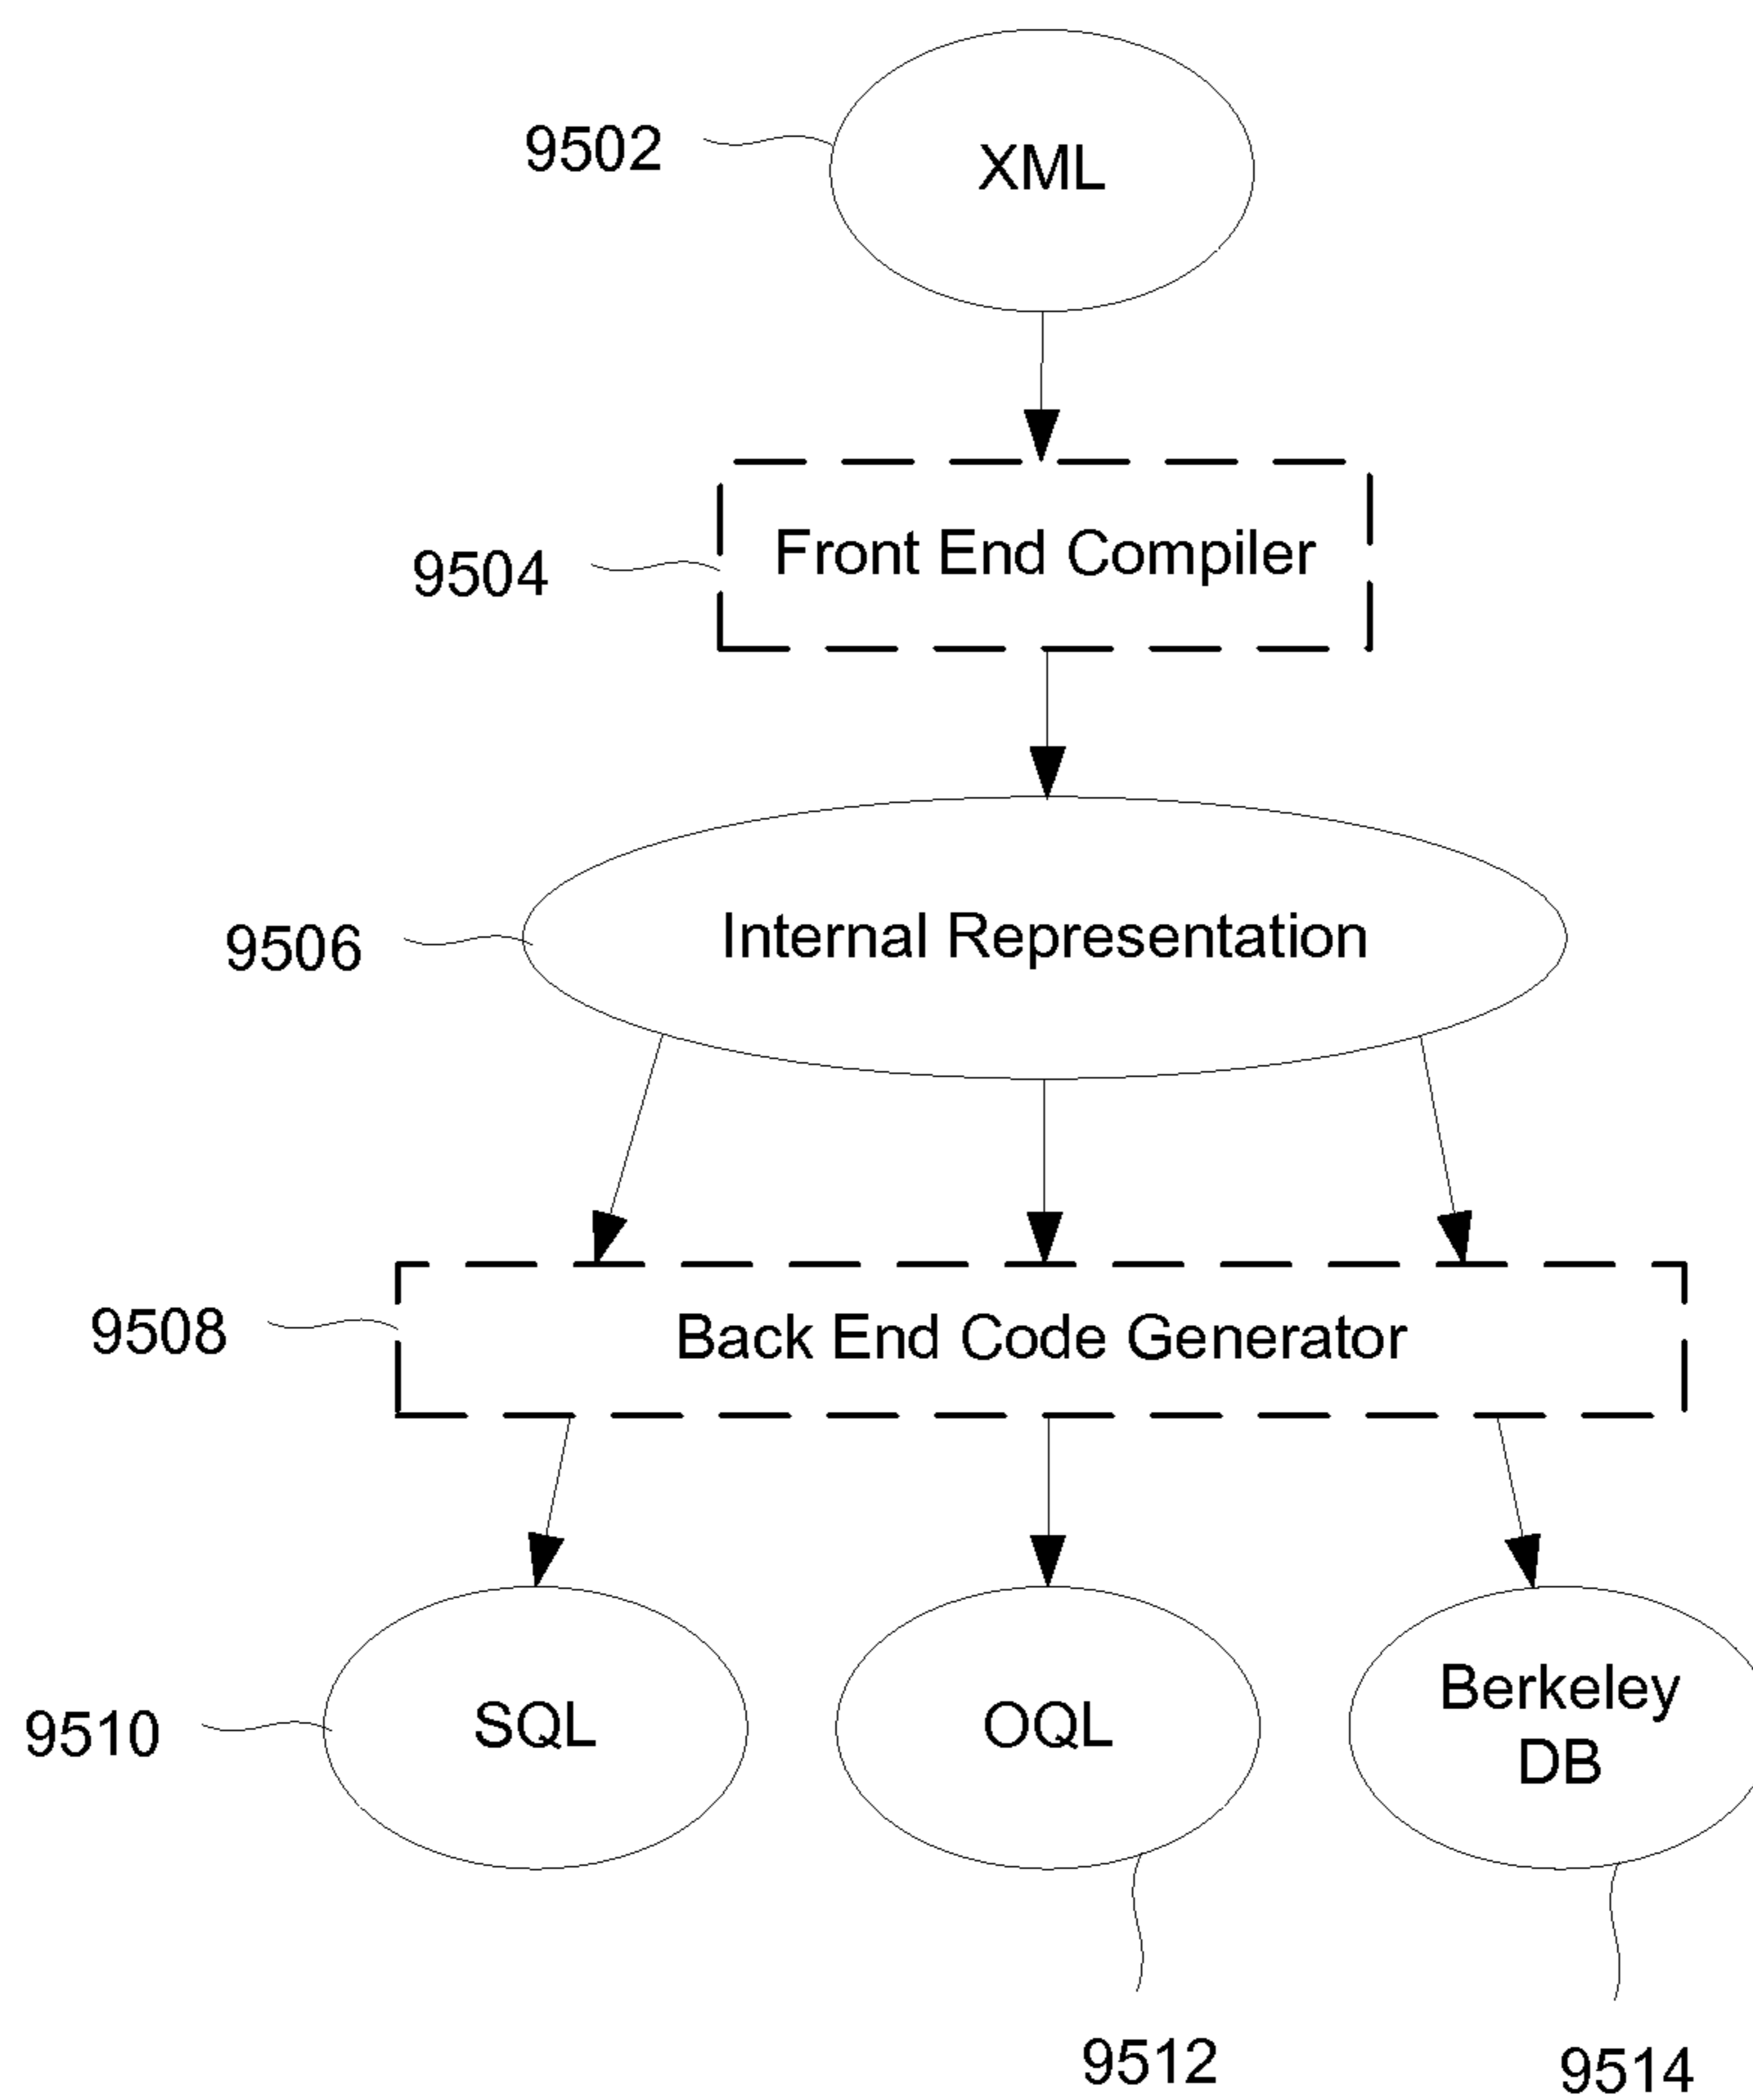 9502
XML
Front End Compiler
9504
Internal Representation
9506
9508
Back End Code Generator
9510
SQL
OQL
Berkeley
DB
9512
9514